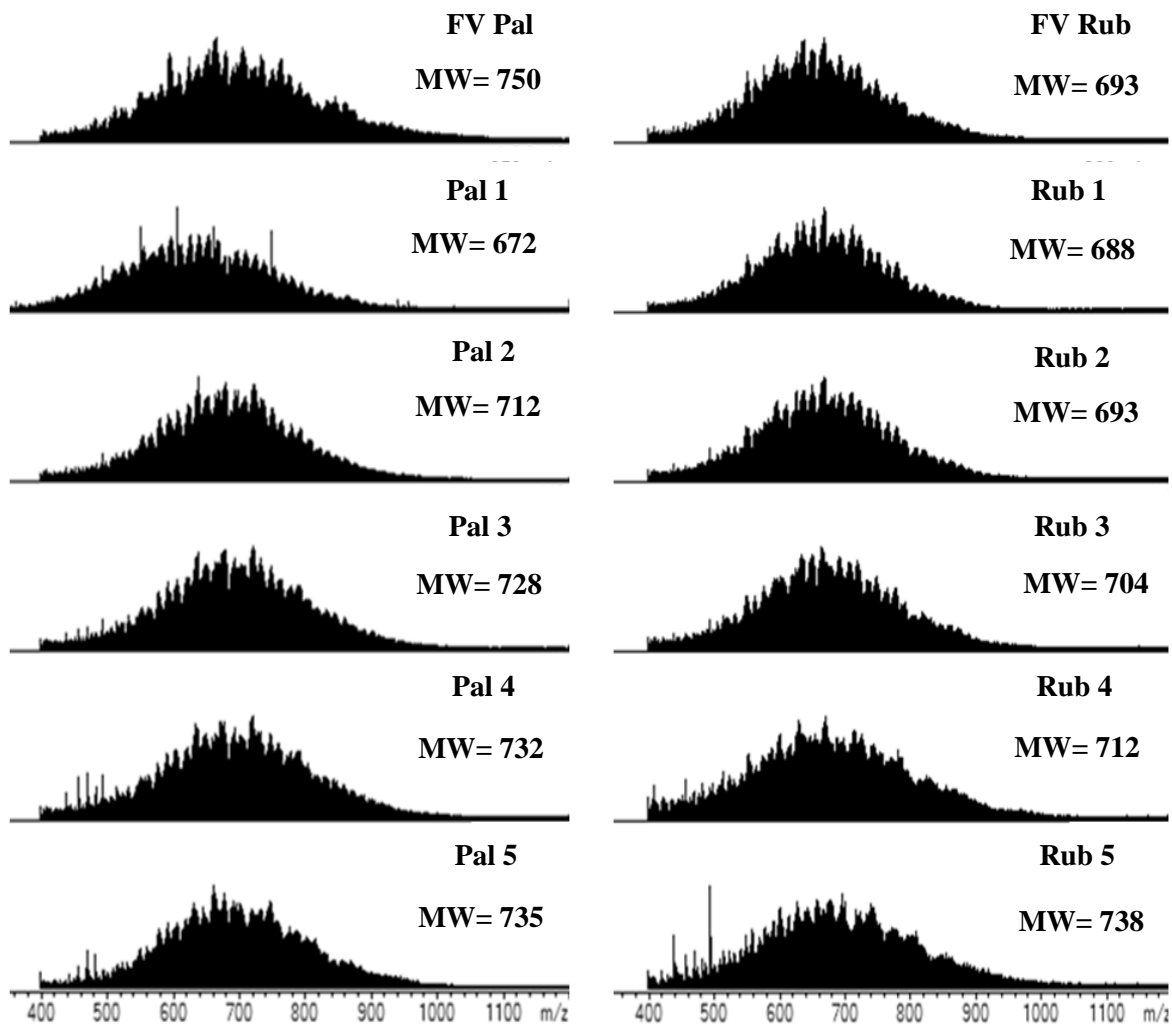 FV Pal
MW= 750
FV Rub
MW= 693
Pal 1
MW= 672
Rub 1
MW= 688
Pal 2
MW= 712
Rub 2
MW= 693
Pal 3
MW= 728
Rub 3
MW= 704
Pal 4
MW= 732
Rub 4
MW= 712
Pal 5
MW= 735
Rub 5
MW= 738
400 500 600 700 800 900 1000 1100 m/z
400 500 600 700 800 900 1000 1100 m/z